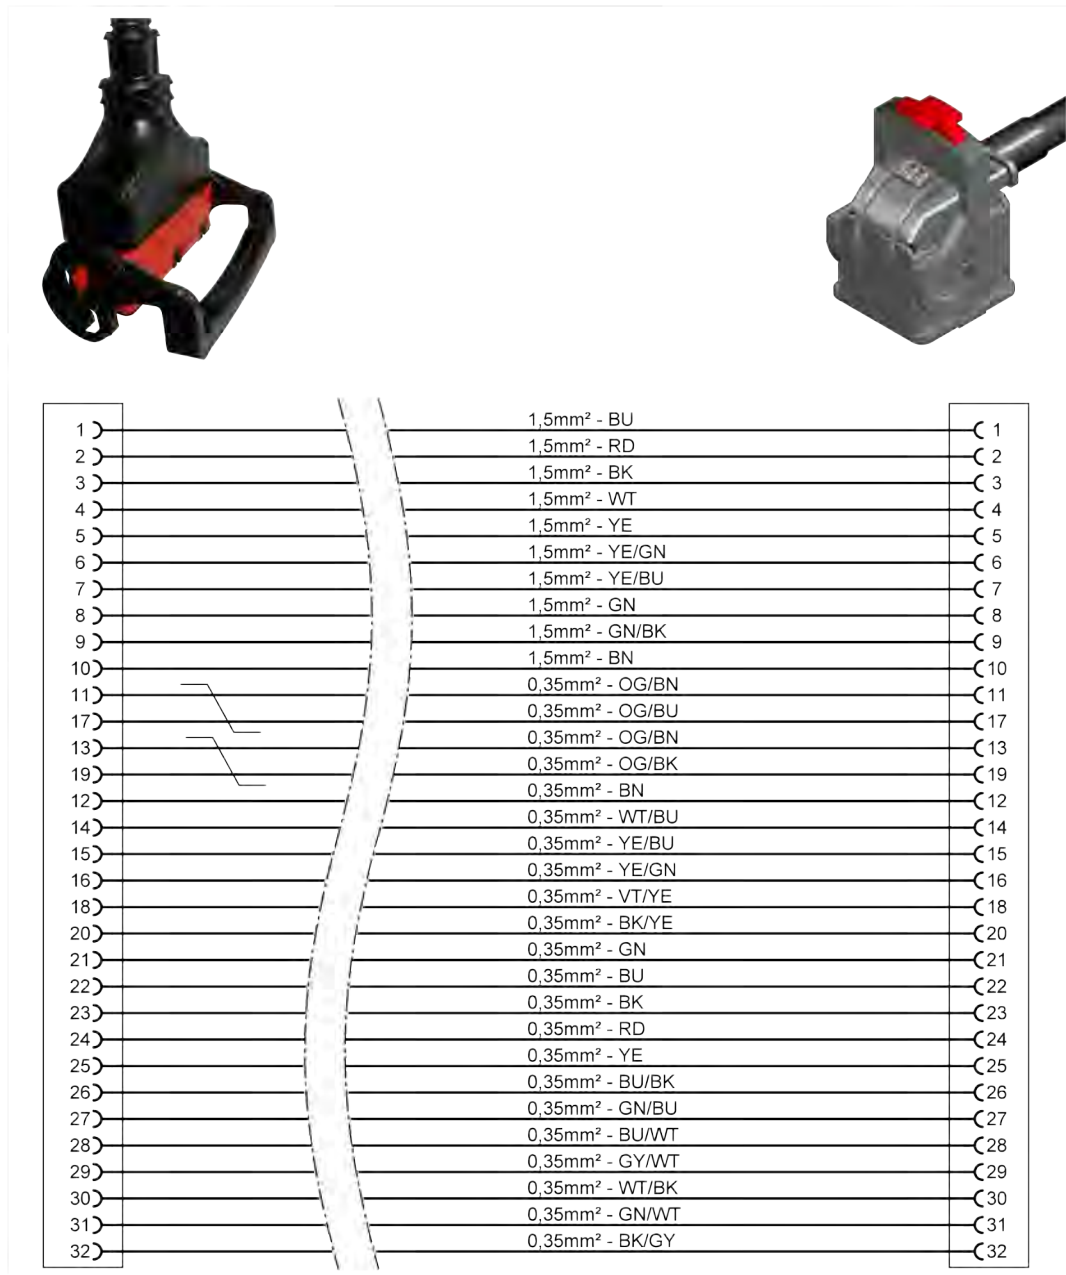 1 1,5mm² - BU 1
2 1,5mm² - RD 2
3 1,5mm² - BK 3
4 1,5mm² - WT 4
5 1,5mm² - YE 5
6 1,5mm² - YE/GN 6
7 1,5mm² - YE/BU 7
8 1,5mm² - GN 8
9 1,5mm² - GN/BK 9
10 1,5mm² - BN 10
11 0,35mm² - OG/BN 11
17 0,35mm² - OG/BU 17
13 0,35mm² - OG/BN 13
19 0,35mm² - OG/BK 19
12 0,35mm² - BN 12
14 0,35mm² - WT/BU 14
15 0,35mm² - YE/BU 15
16 0,35mm² - YE/GN 16
18 0,35mm² - VT/YE 18
20 0,35mm² - BK/YE 20
21 0,35mm² - GN 21
22 0,35mm² - BU 22
23 0,35mm² - BK 23
24 0,35mm² - RD 24
25 0,35mm² - YE 25
26 0,35mm² - BU/BK 26
27 0,35mm² - GN/BU 27
28 0,35mm² - BU/WT 28
29 0,35mm² - GY/WT 29
30 0,35mm² - WT/BK 30
31 0,35mm² - GN/WT 31
32 0,35mm² - BK/GY 32